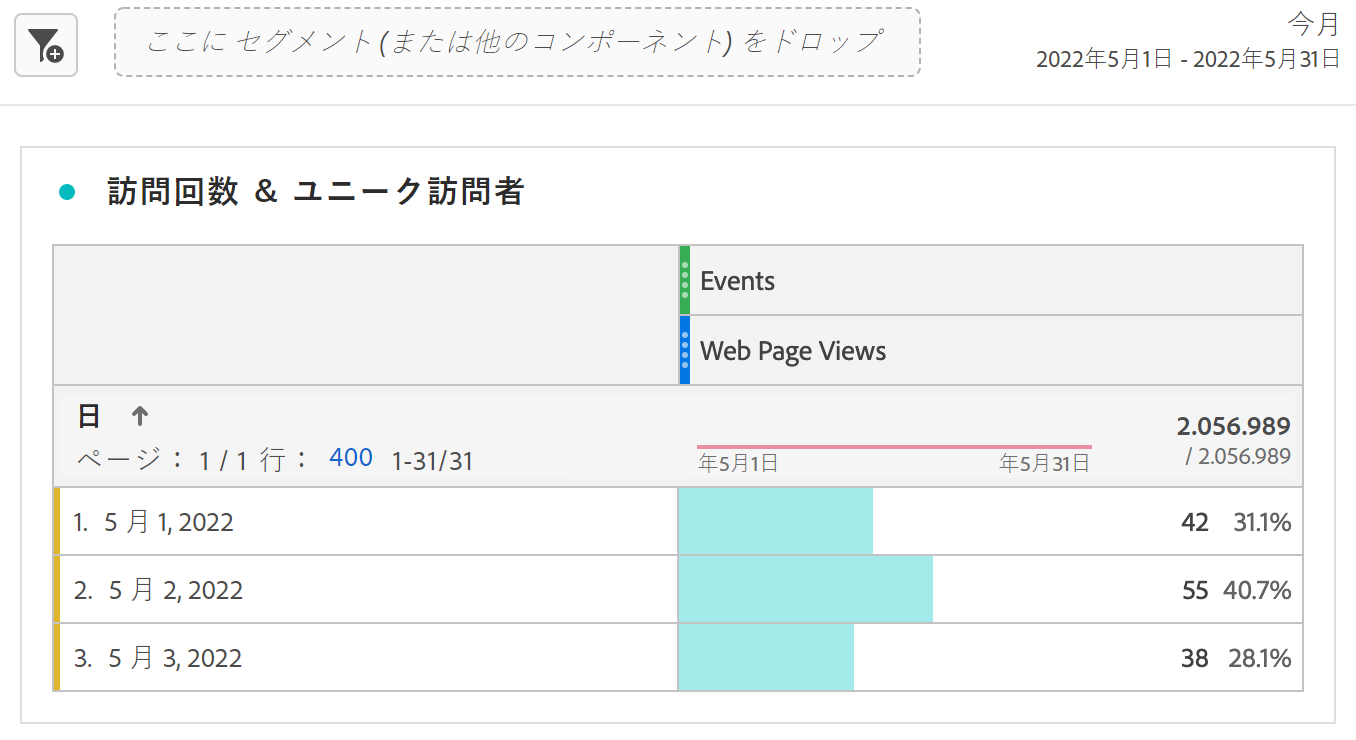 ここに セグメント (または他のコンポーネント) をドロップ
今月
2022年5月1日 - 2022年5月31日
訪問回数 & ユニーク訪問者
Events
Web Page Views
日 ↑
ページ： 1 / 1 行： 400 1-31/31
年5月1日 年5月31日
2.056.989
/ 2.056.989
1. 5 月 1, 2022 42 31.1%
2. 5 月 2, 2022 55 40.7%
3. 5 月 3, 2022 38 28.1%